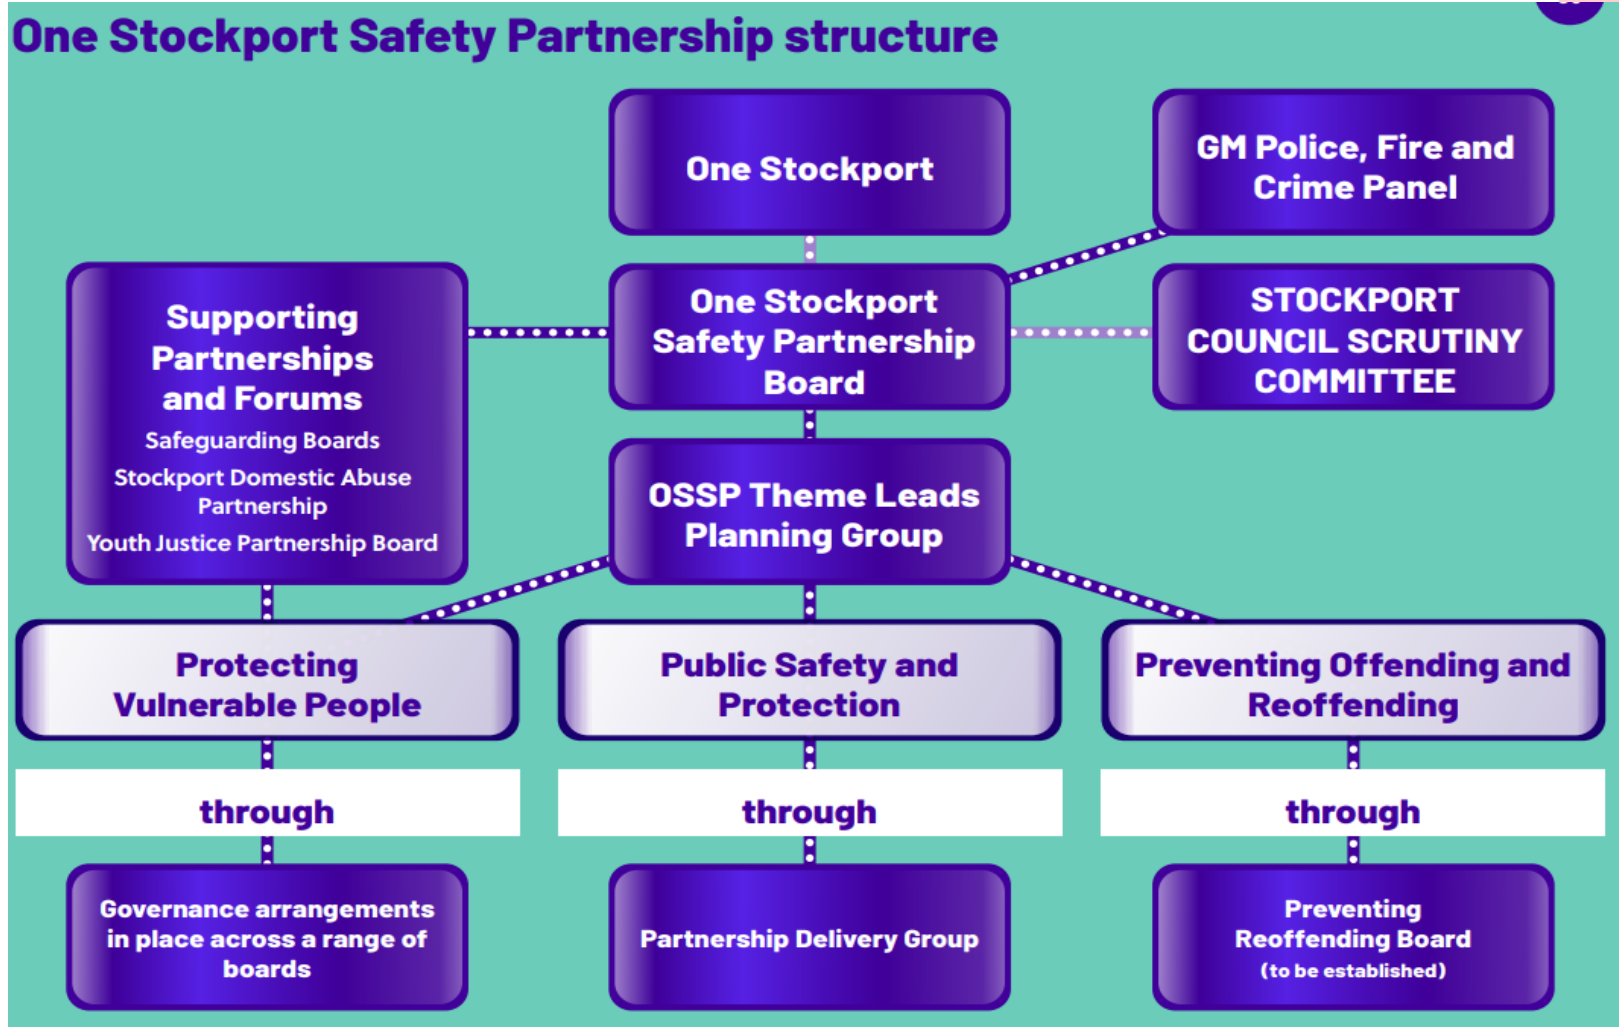 One Stockport Safety Partnership structure
One Stockport
GM Police, Fire and
Crime Panel
Supporting
Partnerships
and Forums
Safeguarding Boards
Stockport Domestic Abuse
Partnership
Youth Justice Partnership Board
One Stockport
Safety Partnership
Board
STOCKPORT
COUNCIL SCRUTINY
COMMITTEE
OSSP Theme Leads
Planning Group
Protecting
Vulnerable People
Public Safety and
Protection
Preventing Offending and
Reoffending
through
through
through
Governance arrangements
in place across a range of
boards
Partnership Delivery Group
Preventing
Reoffending Board
(to be established)